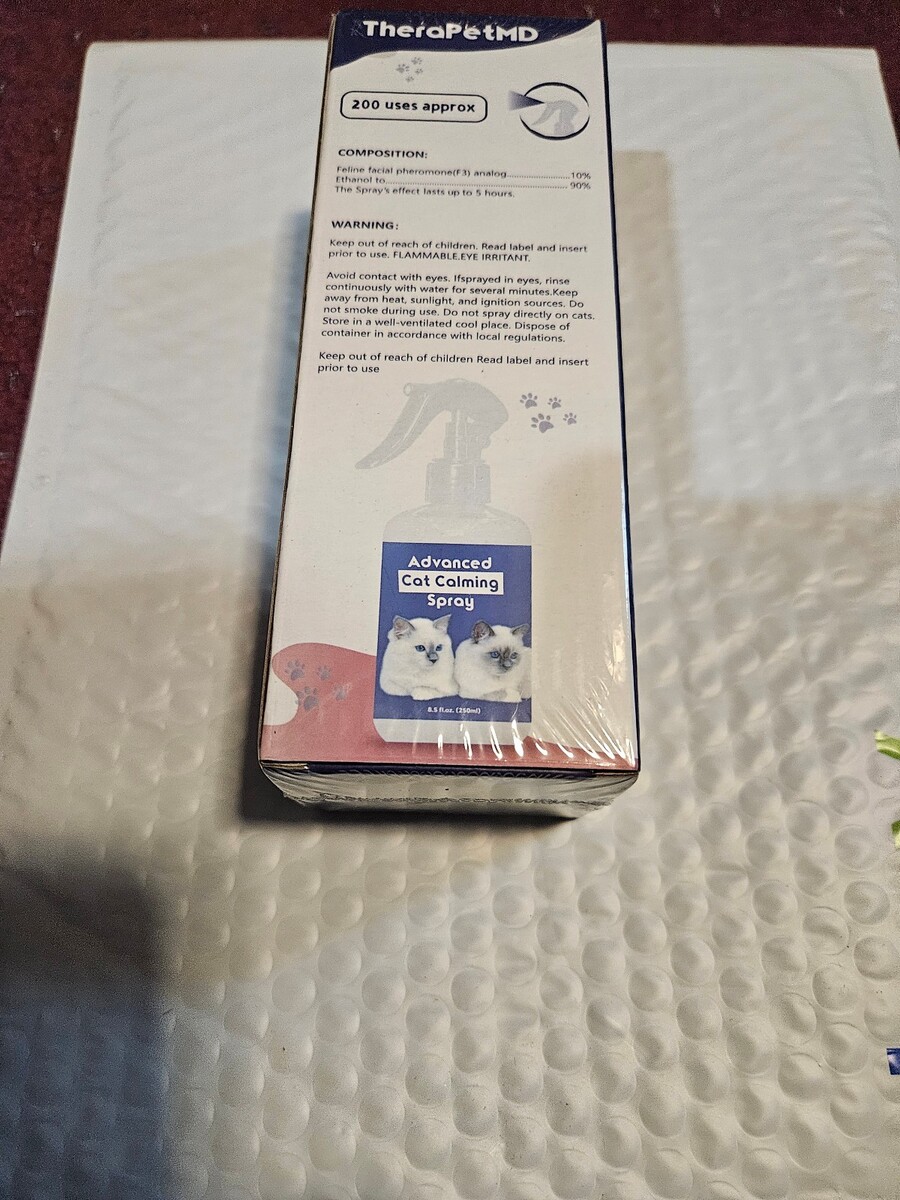 TheraPetMD
200 uses approx
COMPOSITION:
Feline facial pheromone(F3) analog....................10%
Ethanol to............................................................90%
The Spray's effect lasts up to 5 hours.
WARNING:
Keep out of reach of children. Read label and insert
prior to use. FLAMMABLE.EYE IRRITANT.
Avoid contact with eyes. Ifsprayed in eyes, rinse
continuously with water for several minutes.Keep
away from heat, sunlight, and ignition sources. Do
not smoke during use. Do not spray directly on cats.
Store in a well-ventilated cool place. Dispose of
container in accordance with local regulations.
Keep out of reach of children Read label and insert
prior to use
Advanced
Cat Calming
Spray
8.5 fl.oz. (250ml)